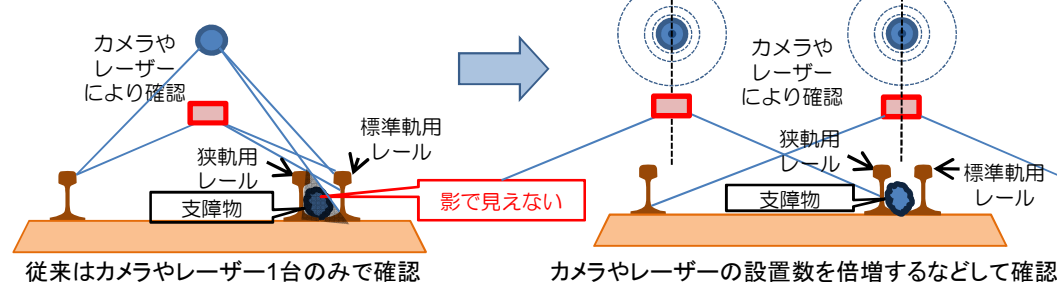 カメラや
レーザー
により確認
狭軌用
レール
標準軌用
レール
支障物
影で見えない
従来はカメラやレーザー1台のみで確認
カメラや
レーザー
により確認
狭軌用
レール
標準軌用
レール
支障物
カメラやレーザーの設置数を倍増するなどして確認